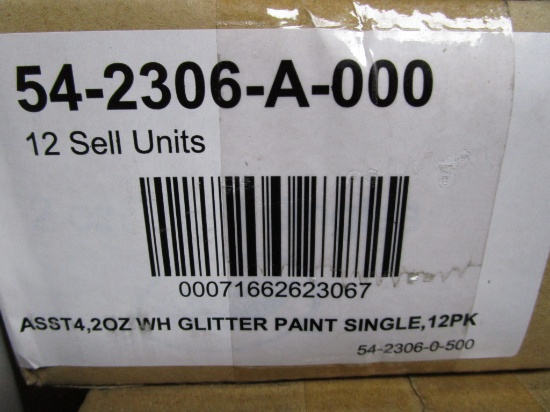 54-2306-A-000
12 Sell Units
00071662623067
ASST4,2OZ WH GLITTER PAINT SINGLE,12PK
54-2306-0-500